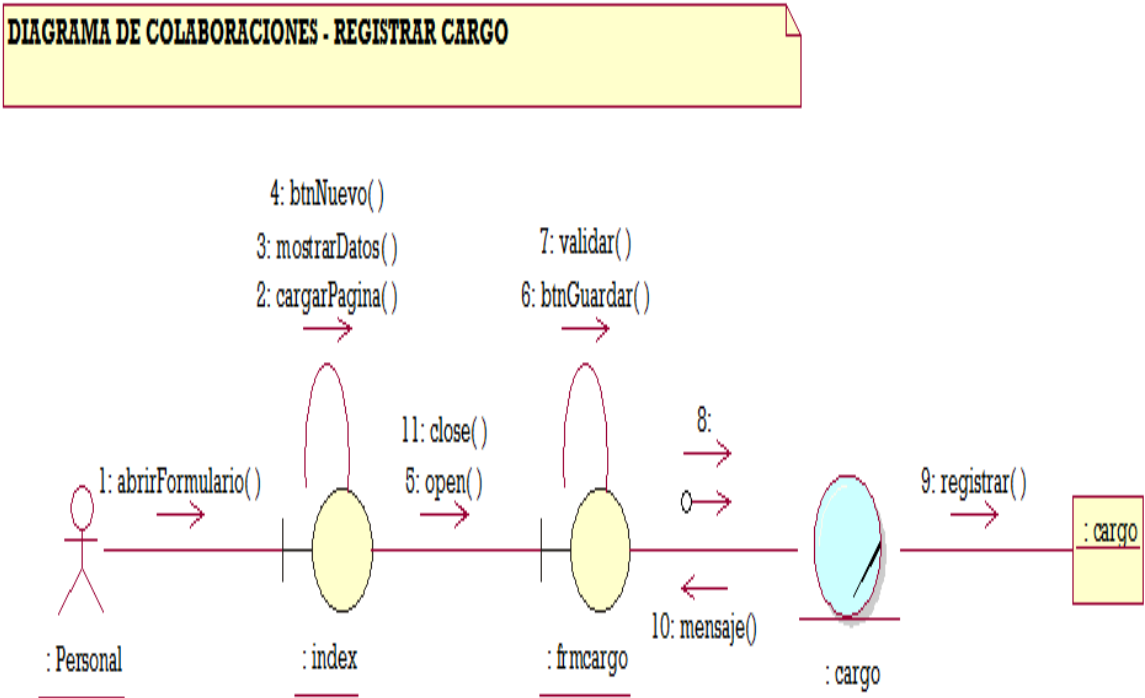 DIAGRAMA DE COLABORACIONES - REGISTRAR CARGO
4: btnNuevo( )
3: mostrarDatos( )
2: cargarPagina( )
7: validar( )
6: btnGuardar( )
11: close( )
5: open( )
8:
1: abrirFormulario( )
9: registrar( )
: cargo
10: mensaje()
: Personal
: index
: frmcargo
: cargo